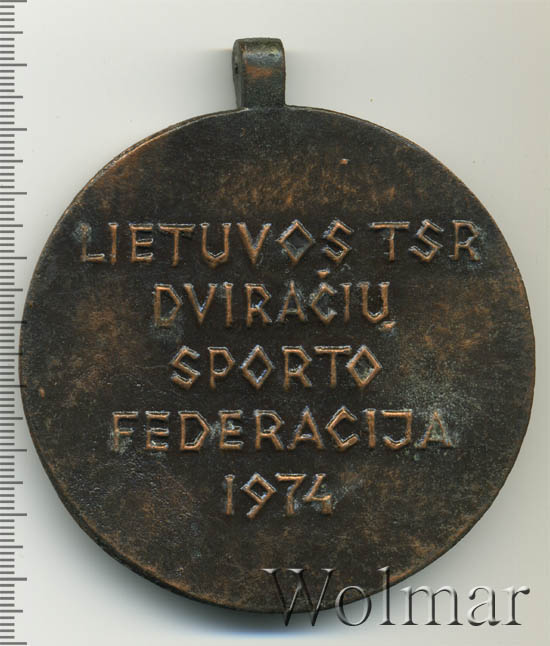 LIETUVOS TSR
DVIRAČIŲ
SPORTO
FEDERACIJA
1974
Wolmar